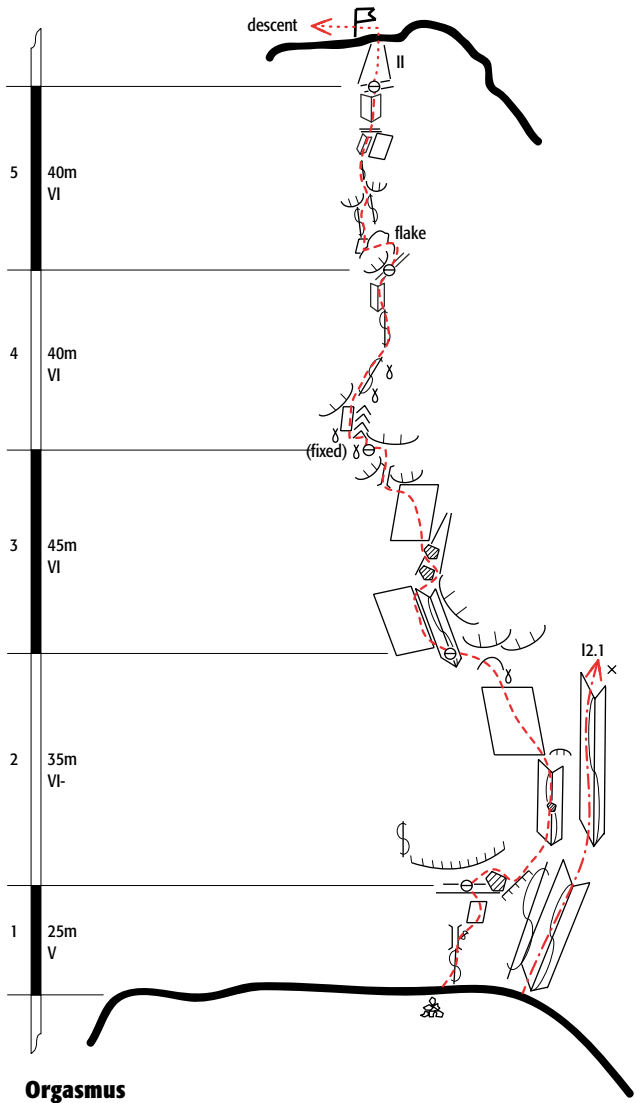 descent
II
5
40m
VI
flake
4
40m
VI
(fixed)
3
45m
VI
I2.1
2
35m
VI-
1
25m
V
Orgasmus